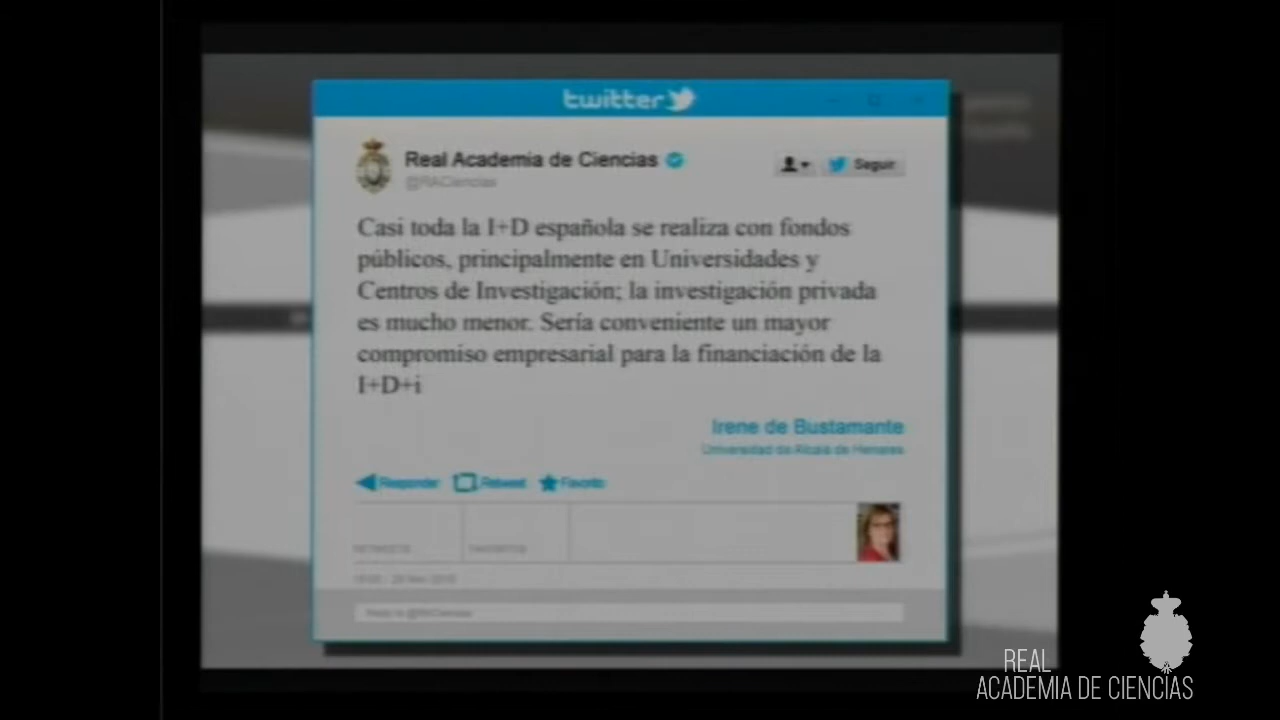 twitter
Real Academia de Ciencias
@RACiencias
Seguir
Casi toda la I+D española se realiza con fondos
públicos, principalmente en Universidades y
Centros de Investigación; la investigación privada
es mucho menor. Sería conveniente un mayor
compromiso empresarial para la financiación de la
I+D+i
Irene de Bustamante
Universidad de Alcalá de Henares
Responder Retweet Favorito
REAL
ACADEMIA DE CIENCIAS